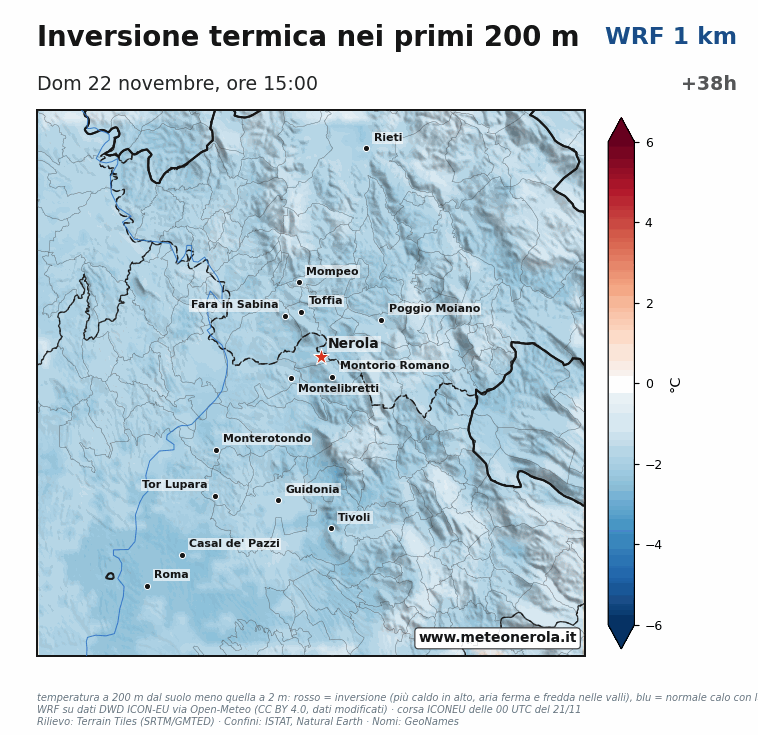 Inversione termica nei primi 200 m WRF 1 km
Dom 22 novembre, ore 15:00 +38h
Rieti
Mompeo
Toffia
Fara in Sabina
Poggio Moiano
Nerola
Montorio Romano
Montelibretti
Monterotondo
Tor Lupara
Guidonia
Tivoli
Casal de' Pazzi
Roma
www.meteonerola.it
6
4
2
0
−2
−4
−6
°C
temperatura a 200 m dal suolo meno quella a 2 m: rosso = inversione (più caldo in alto, aria ferma e fredda nelle valli), blu = normale calo con l
WRF su dati DWD ICON-EU via Open-Meteo (CC BY 4.0, dati modificati) · corsa ICONEU delle 00 UTC del 21/11
Rilievo: Terrain Tiles (SRTM/GMTED) · Confini: ISTAT, Natural Earth · Nomi: GeoNames